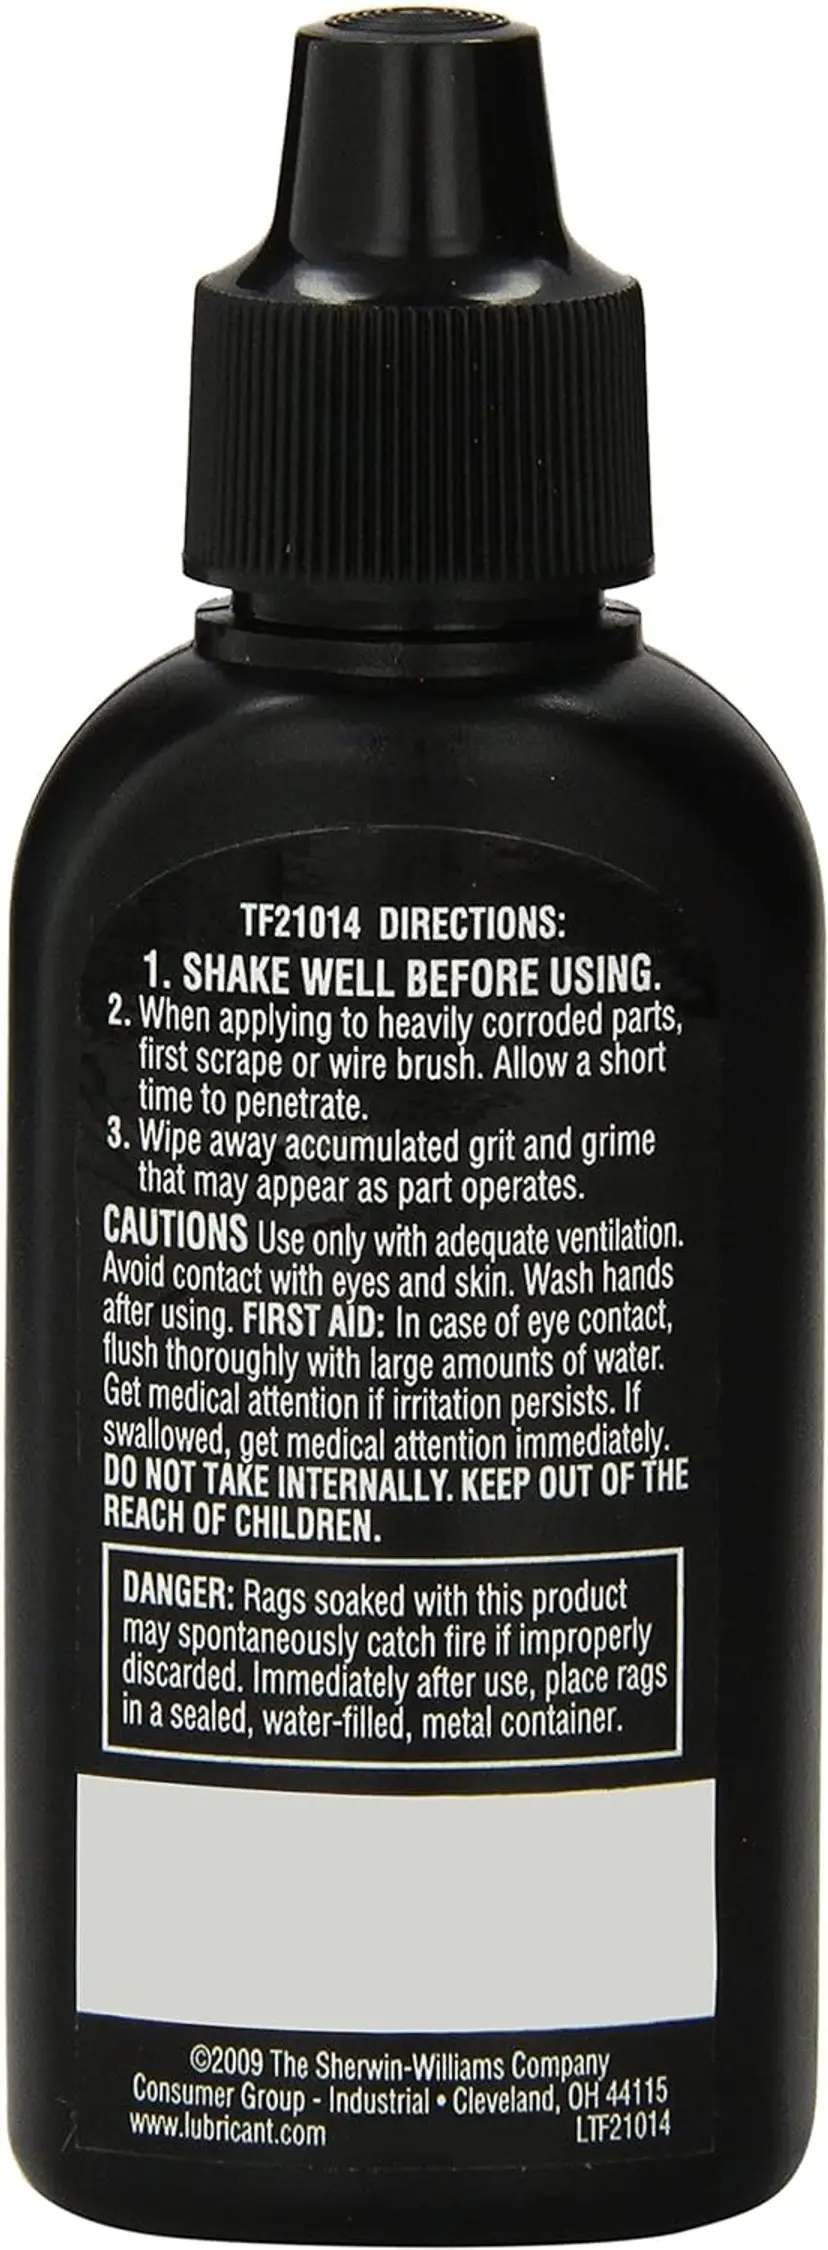 TF21014 DIRECTIONS:
1. SHAKE WELL BEFORE USING.
2. When applying to heavily corroded parts,
first scrape or wire brush. Allow a short
time to penetrate.
3. Wipe away accumulated grit and grime
that may appear as part operates.
CAUTIONS Use only with adequate ventilation.
Avoid contact with eyes and skin. Wash hands
after using. FIRST AID: In case of eye contact,
flush thoroughly with large amounts of water.
Get medical attention if irritation persists. If
swallowed, get medical attention immediately.
DO NOT TAKE INTERNALLY. KEEP OUT OF THE
REACH OF CHILDREN.
DANGER: Rags soaked with this product
may spontaneously catch fire if improperly
discarded. Immediately after use, place rags
in a sealed, water-filled, metal container.
©2009 The Sherwin-Williams Company
Consumer Group - Industrial • Cleveland, OH 44115
www.lubricant.com LTF21014